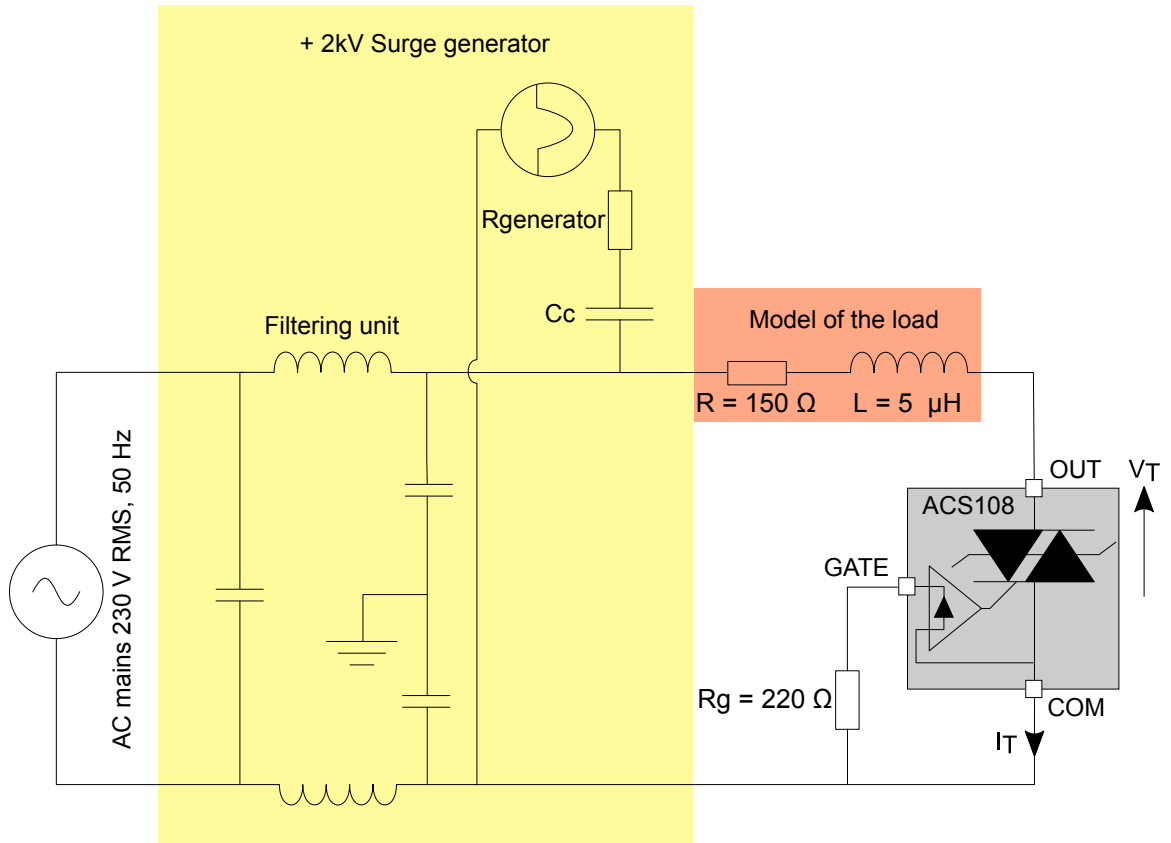 + 2kV Surge generator
Rgenerator
Cc
Filtering unit
Model of the load
R = 150 Ω
L = 5 µH
AC mains 230 V RMS, 50 Hz
OUT
VT
ACS108
GATE
Rg = 220 Ω
COM
IT